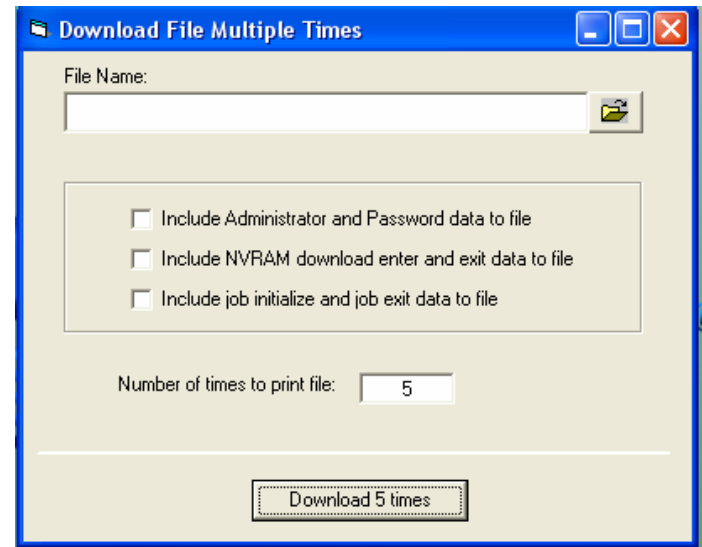 Download File Multiple Times
File Name:
Include Administrator and Password data to file
Include NVRAM download enter and exit data to file
Include job initialize and job exit data to file
Number of times to print file: 5
Download 5 times